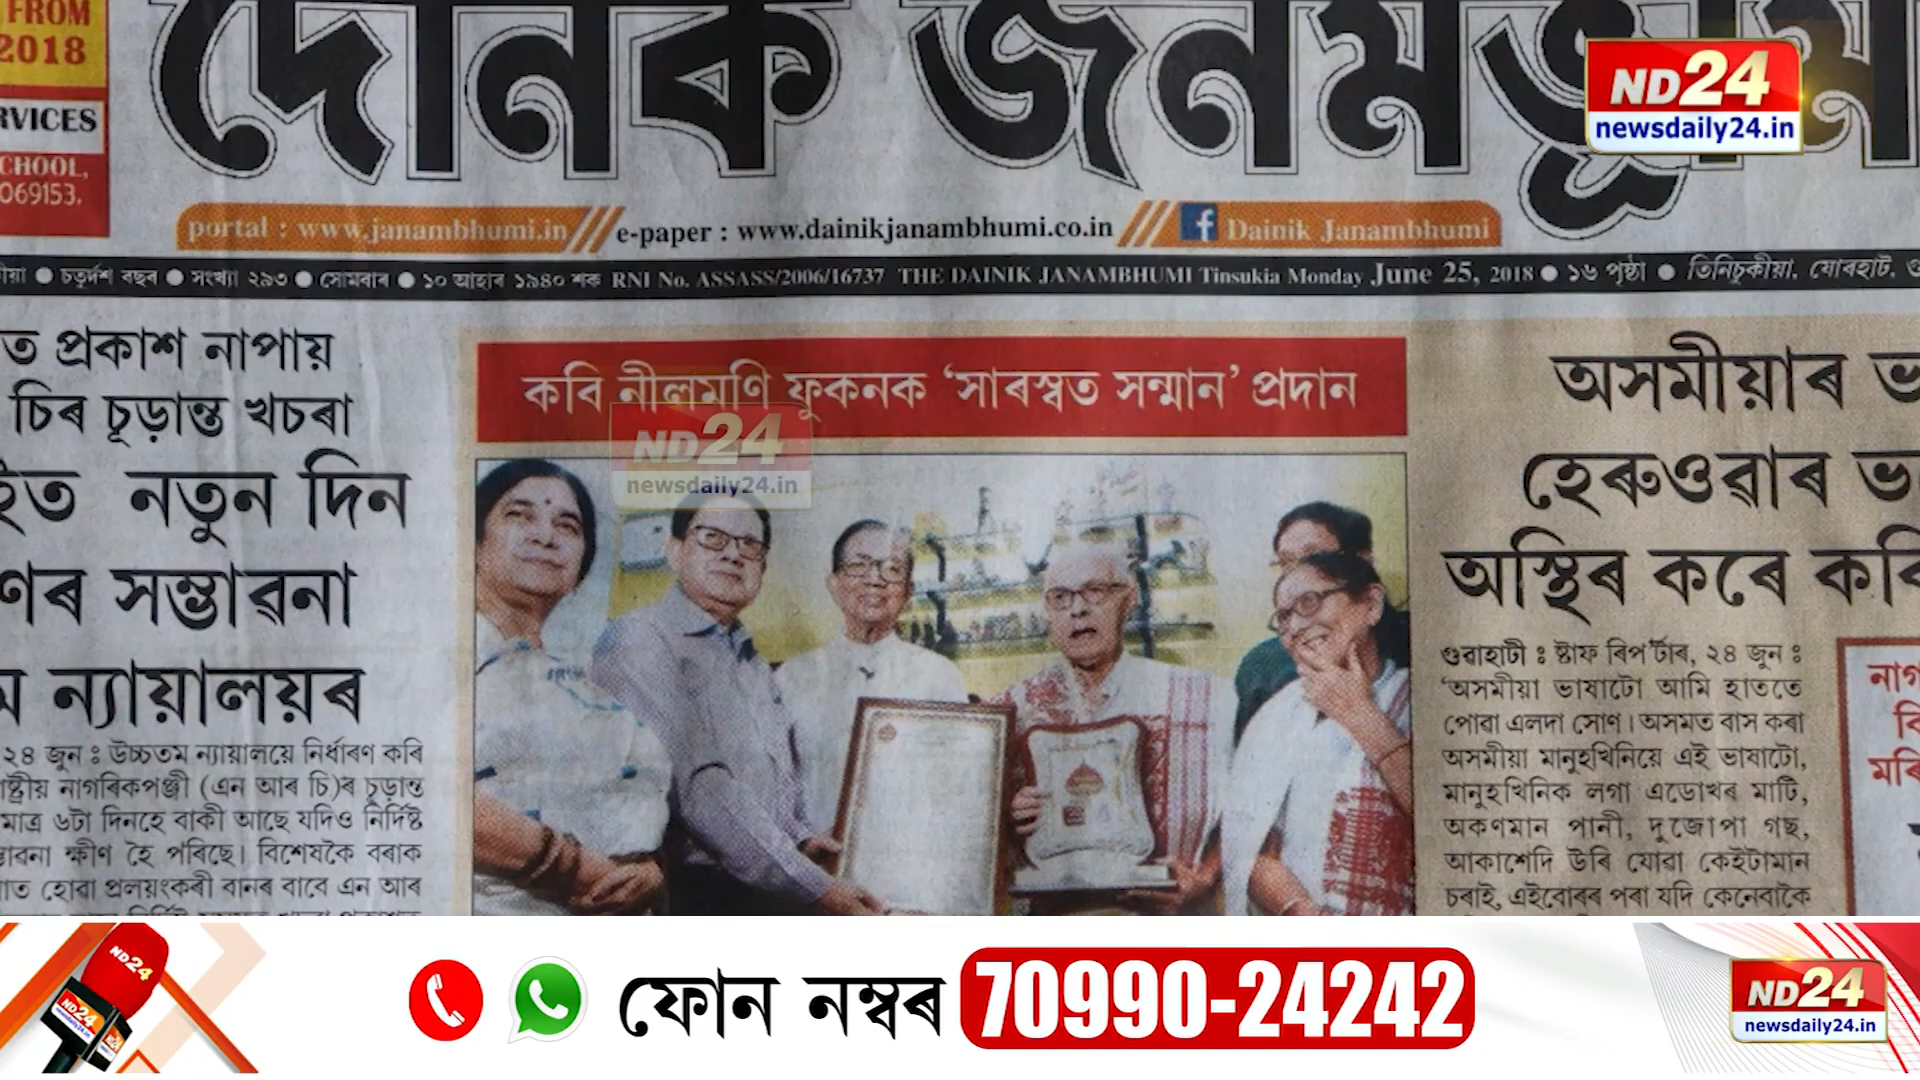 FROM
2018
RVICES
CHOOL,
069153,
দৈনিক জনমভূমি
ND24
newsdaily24.in
portal : www.janambhumi.in
e-paper : www.dainikjanambhumi.co.in
Dainik Janambhumi
● চতুৰ্দশ বছৰ ● সংখ্যা ২৯৩ ● সোমবাৰ ● ১০ আহাৰ ১৯৪০ শক RNI No. ASSASS/2006/16737 THE DAINIK JANAMBHUMI Tinsukia Monday June 25, 2018 ● ১৬ পৃষ্ঠা ● তিনিচুকীয়া, যোৰহাট,
ত প্ৰকাশ নাপায়
চিৰ চূড়ান্ত খচৰা
ইত নতুন দিন
ণৰ সম্ভাৱনা
ন্যায়ালয়ৰ
২৪ জুন ঃ উচ্চতম ন্যায়ালয়ে নিৰ্ধাৰণ কৰি
ষ্ট্ৰীয় নাগৰিকপঞ্জী (এন আৰ চি)ৰ চূড়ান্ত
মাত্ৰ ৬টা দিনহে বাকী আছে যদিও নিৰ্দিষ্ট
ভাৱনা ক্ষীণ হৈ পৰিছে। বিশেষকৈ বৰাক
াত হোৱা প্ৰলয়ংকৰী বানৰ বাবে এন আৰ
কবি নীলমণি ফুকনক ‘সাৰস্বত সন্মান’ প্ৰদান
ND24
newsdaily24.in
অসমীয়াৰ ভ
হেৰুওৱাৰ ভ
অস্থিৰ কৰে কবি
গুৱাহাটী ঃ ষ্টাফ ৰিপ'ৰ্টাৰ, ২৪ জুন ঃ
‘অসমীয়া ভাষাটো আমি হাততে
পোৱা এলদা সোণ। অসমত বাস কৰা
অসমীয়া মানুহখিনিয়ে এই ভাষাটো,
মানুহখিনিক লগা এডোখৰ মাটি,
অকণমান পানী, দুজোপা গছ,
আকাশেদি উৰি যোৱা কেইটামান
চৰাই, এইবোৰৰ পৰা যদি কেনেবাকৈ
নাগ
বি
মৰি
ND24
ND24
ফোন নম্বৰ 70990-24242
ND24
newsdaily24.in